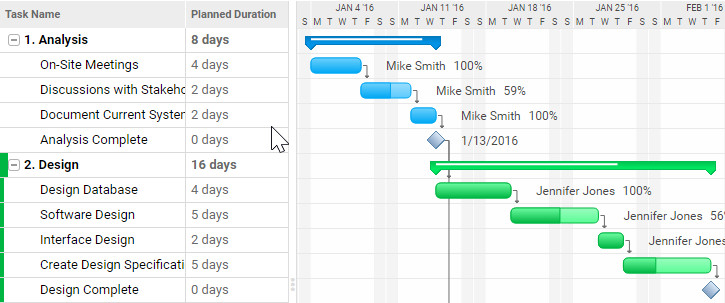 Task Name Planned Duration JAN 4 '16 JAN 11 '16 JAN 18 '16 JAN 25 '16 FEB 1 '16
S M T W T F S S M T W T F S S M T W T F S S M T W T F S S M T W T F
1. Analysis 8 days
On-Site Meetings 4 days Mike Smith 100%
Discussions with Stakeho 2 days Mike Smith 59%
Document Current System 2 days Mike Smith 100%
Analysis Complete 0 days 1/13/2016
2. Design 16 days
Design Database 4 days Jennifer Jones 100%
Software Design 5 days Jennifer Jones 56
Interface Design 2 days Jennifer Jones
Create Design Specificati 5 days
Design Complete 0 days